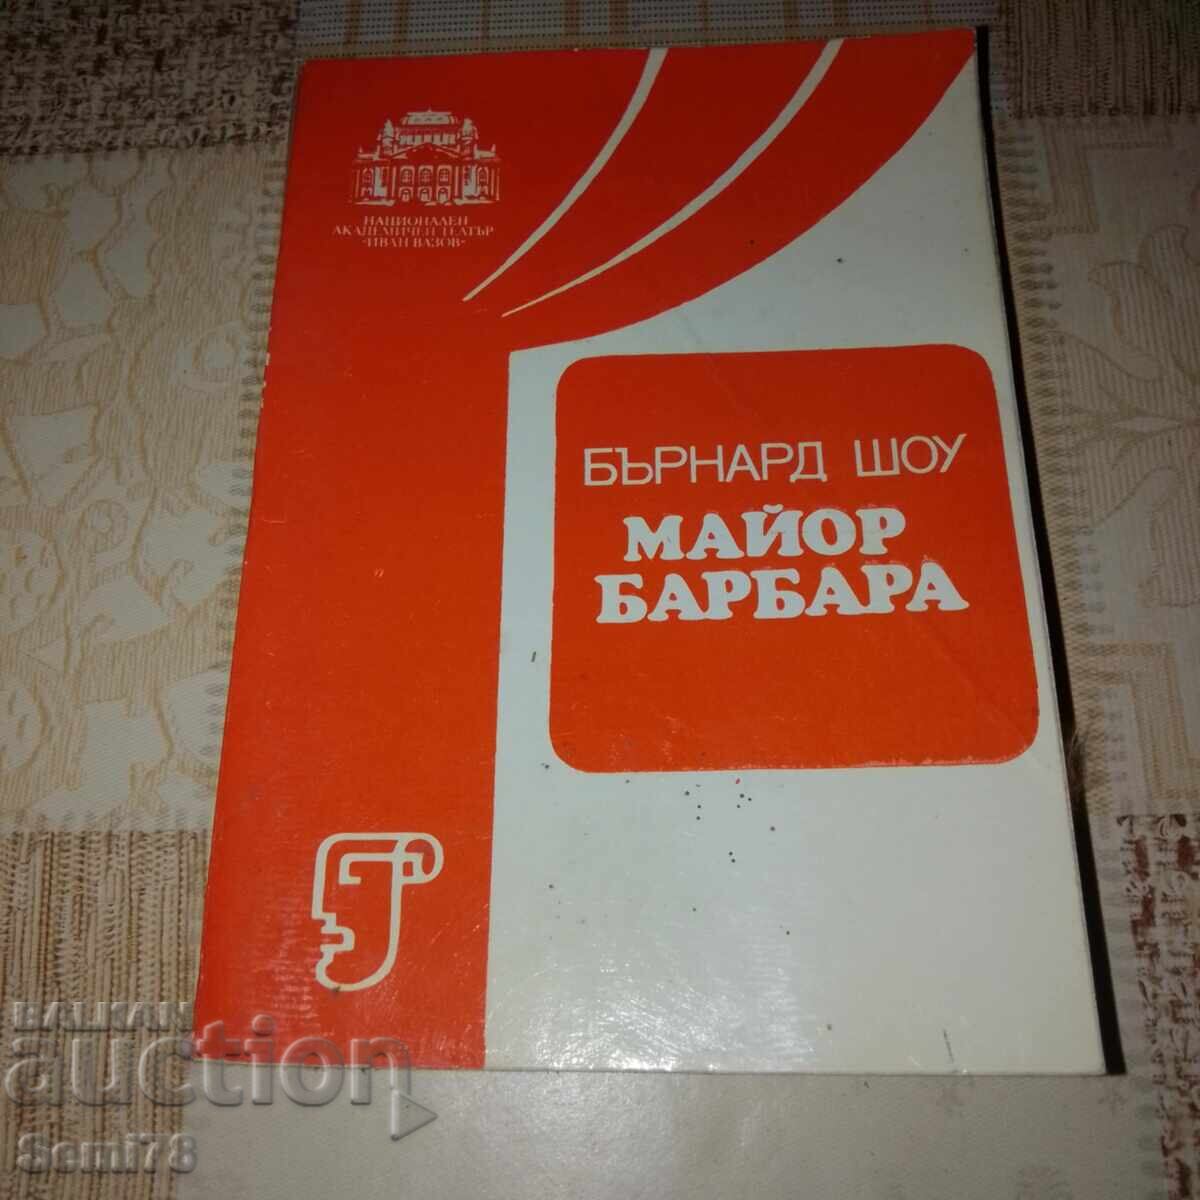 НАЦИОНАЛЕН
АКАДЕМИЧЕН ТЕАТЪР
"ИВАН ВАЗОВ"
БЪРНАРД ШОУ
МАЙОР
БАРБАРА
BALKAN
auction
Semi78